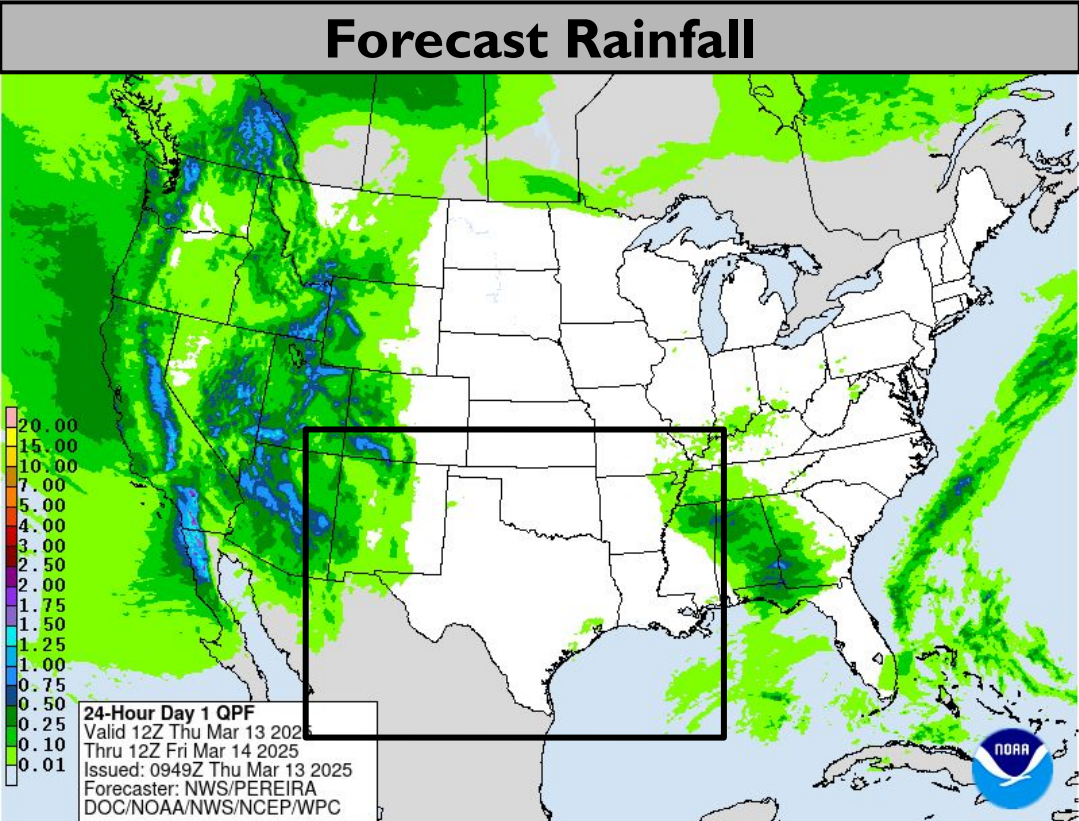 Forecast Rainfall
20.00
15.00
10.00
7.00
5.00
4.00
3.00
2.50
2.00
1.75
1.50
1.25
1.00
0.75
0.50
0.25
0.10
0.01
24-Hour Day 1 QPF
Valid 12Z Thu Mar 13 2025
Thru 12Z Fri Mar 14 2025
Issued: 0949Z Thu Mar 13 2025
Forecaster: NWS/PEREIRA
DOC/NOAA/NWS/NCEP/WPC
NOAA